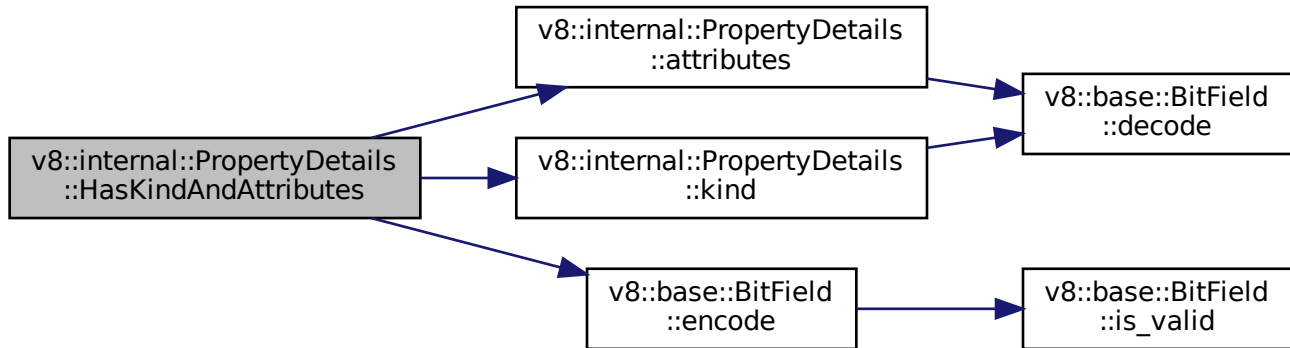 v8::internal::PropertyDetails
::HasKindAndAttributes
v8::internal::PropertyDetails
::attributes
v8::internal::PropertyDetails
::kind
v8::base::BitField
::encode
v8::base::BitField
::decode
v8::base::BitField
::is_valid